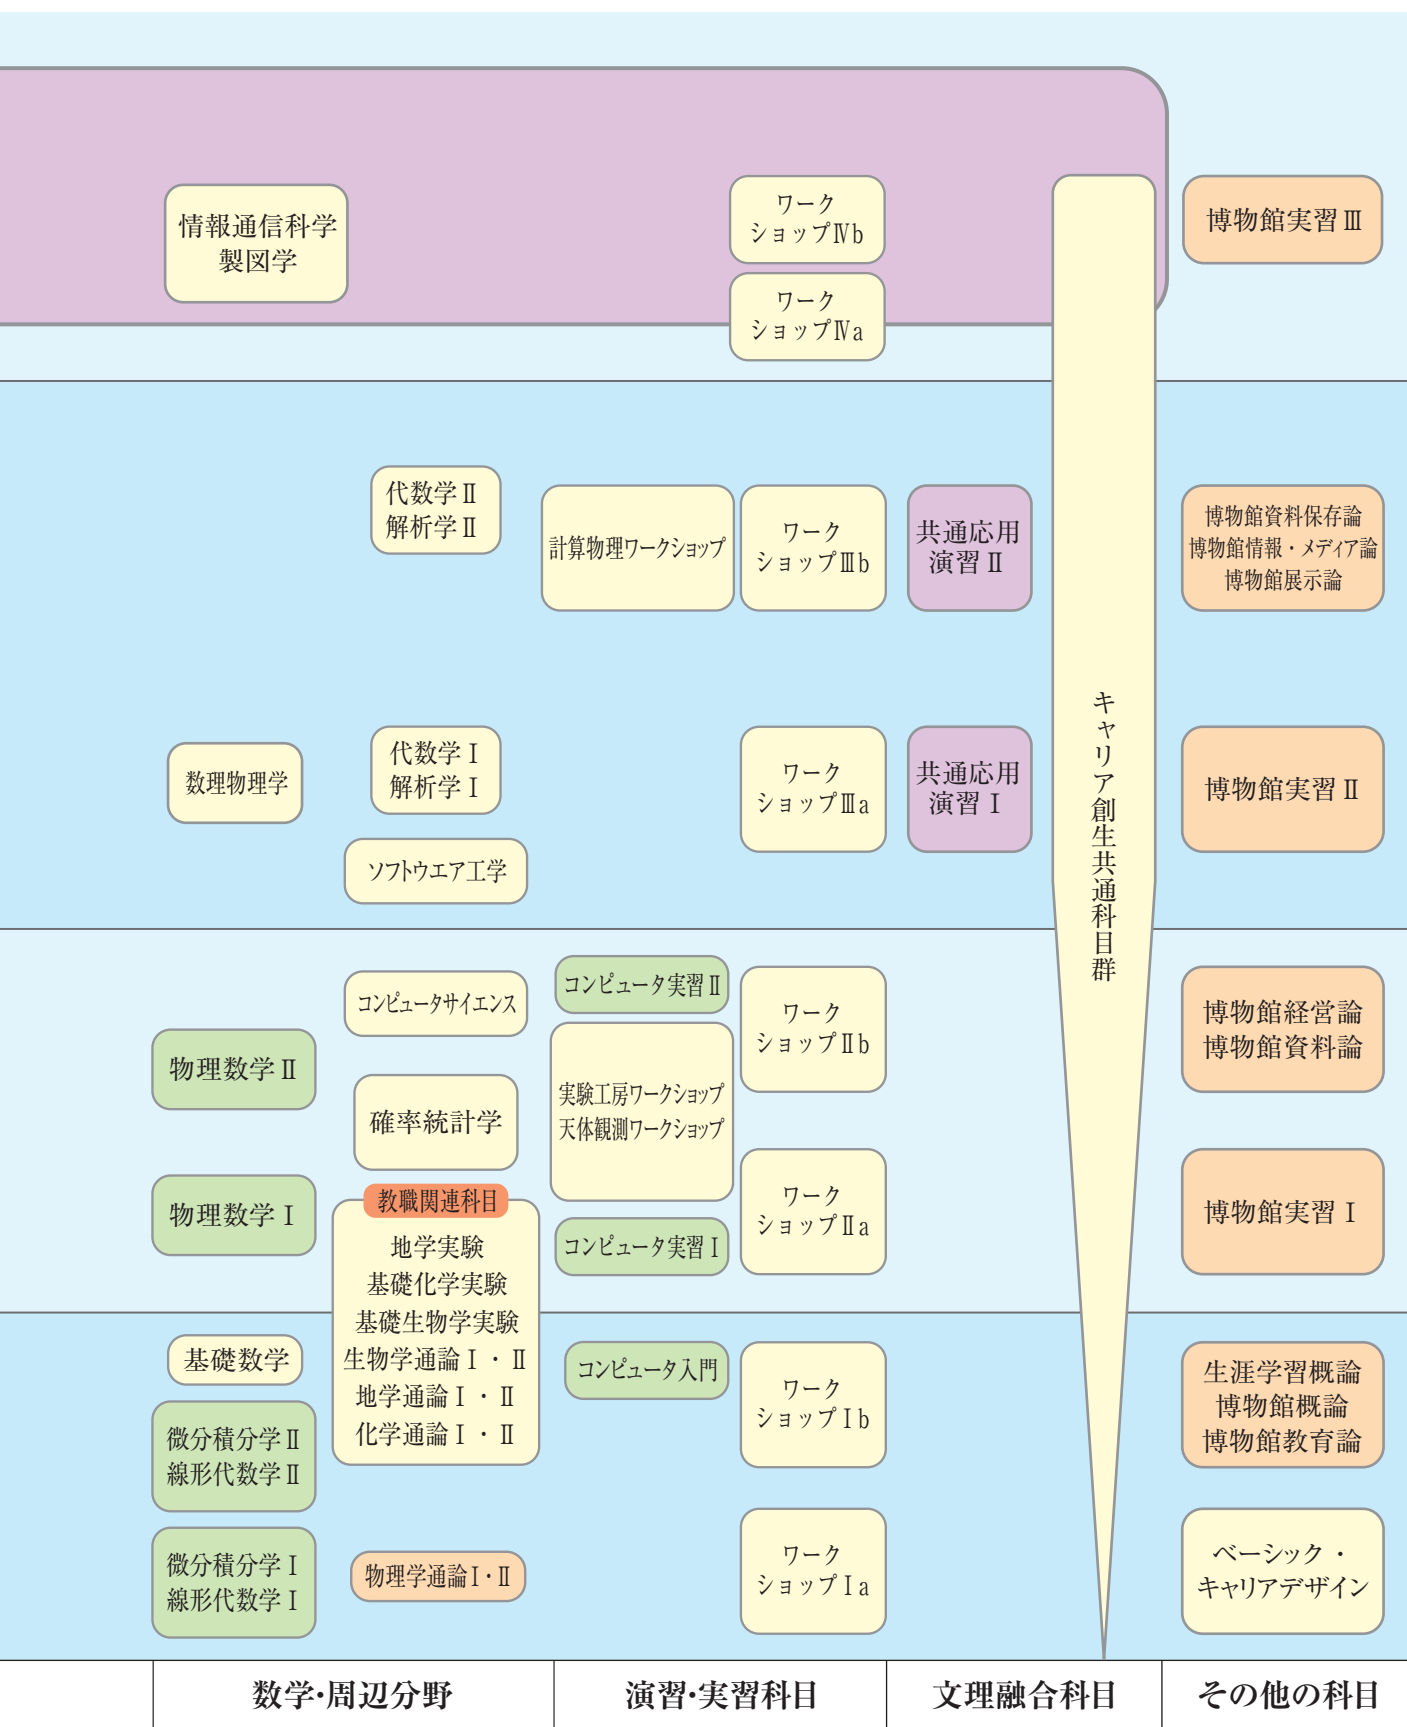 情報通信科学
製図学
ワーク
ショップⅣb
ワーク
ショップⅣa
博物館実習Ⅲ
代数学Ⅱ
解析学Ⅱ
計算物理ワークショップ
ワーク
ショップⅢb
共通応用
演習Ⅱ
博物館資料保存論
博物館情報・メディア論
博物館展示論
キャリア創生共通科目群
数理物理学
代数学Ⅰ
解析学Ⅰ
ソフトウエア工学
ワーク
ショップⅢa
共通応用
演習Ⅰ
博物館実習Ⅱ
コンピュータサイエンス
コンピュータ実習Ⅱ
ワーク
ショップⅡb
博物館経営論
博物館資料論
物理数学Ⅱ
確率統計学
実験工房ワークショップ
天体観測ワークショップ
物理数学Ⅰ
教職関連科目
地学実験
基礎化学実験
基礎生物学実験
生物学通論Ⅰ・Ⅱ
地学通論Ⅰ・Ⅱ
化学通論Ⅰ・Ⅱ
コンピュータ実習Ⅰ
ワーク
ショップⅡa
博物館実習Ⅰ
基礎数学
微分積分学Ⅱ
線形代数学Ⅱ
コンピュータ入門
ワーク
ショップⅠb
生涯学習概論
博物館概論
博物館教育論
微分積分学Ⅰ
線形代数学Ⅰ
物理学通論Ⅰ・Ⅱ
ワーク
ショップⅠa
ベーシック・
キャリアデザイン
数学・周辺分野
演習・実習科目
文理融合科目
その他の科目